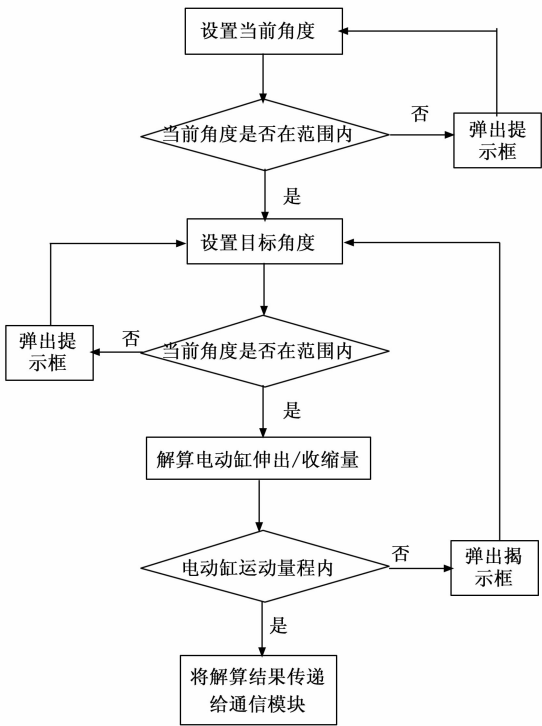 设置当前角度
当前角度是否在范围内
否
弹出提
示框
是
设置目标角度
弹出提
示框
否
当前角度是否在范围内
是
解算电动缸伸出/收缩量
电动缸运动量程内
否
弹出揭
示框
是
将解算结果传递
给通信模块